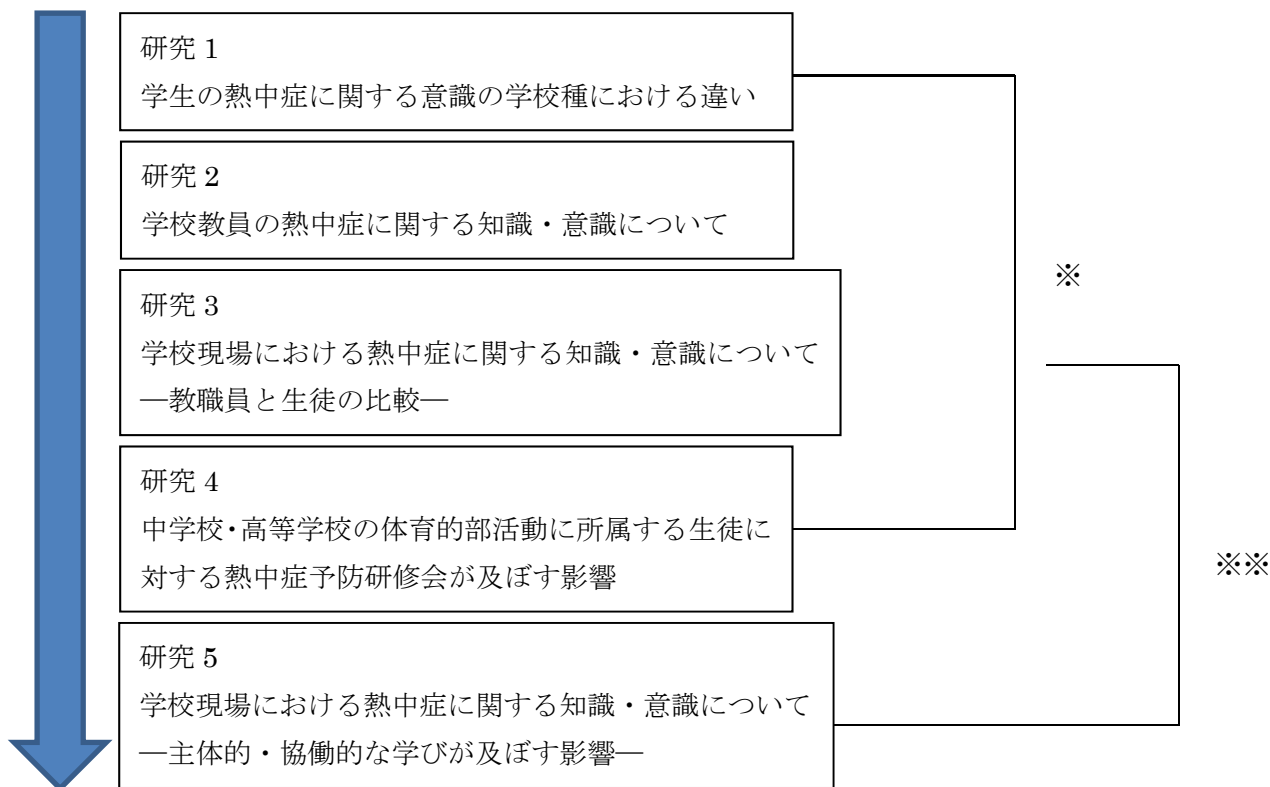 研究 1
学生の熱中症に関する意識の学校種における違い
研究 2
学校教員の熱中症に関する知識・意識について
研究 3
学校現場における熱中症に関する知識・意識について
―教職員と生徒の比較―
研究 4
中学校・高等学校の体育的部活動に所属する生徒に
対する熱中症予防研修会が及ぼす影響
研究 5
学校現場における熱中症に関する知識・意識について
―主体的・協働的な学びが及ぼす影響―
※
※※